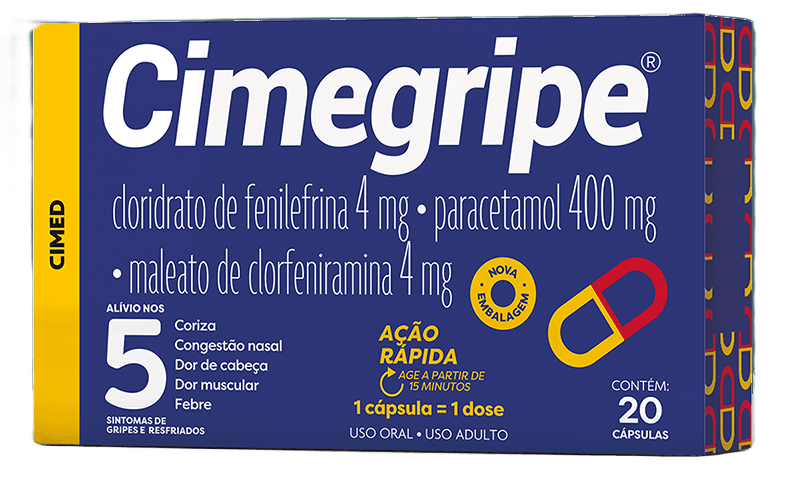 CIMED
Cimegripe®
cloridrato de fenilefrina 4 mg • paracetamol 400 mg
• maleato de clorfeniramina 4 mg
NOVA
EMBALAGEM
ALÍVIO NOS
5
SINTOMAS DE
GRIPES E RESFRIADOS
Coriza
Congestão nasal
Dor de cabeça
Dor muscular
Febre
AÇÃO
RÁPIDA
AGE A PARTIR DE
15 MINUTOS
1 cápsula = 1 dose
USO ORAL • USO ADULTO
CONTÉM:
20
CÁPSULAS